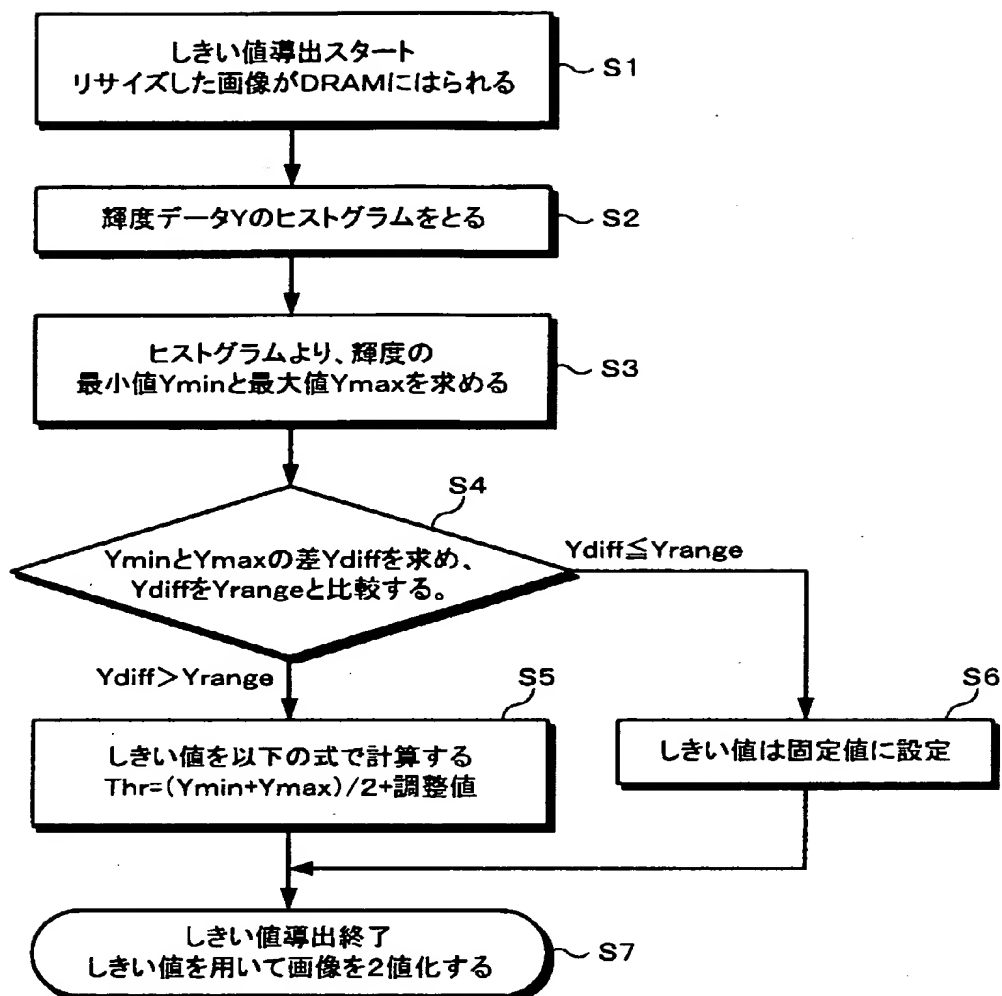 しきい値導出スタート
リサイズした画像がDRAMにはられる
S1
輝度データYのヒストグラムをとる
S2
ヒストグラムより、輝度の
最小値Yminと最大値Ymaxを求める
S3
S4
YminとYmaxの差Ydiffを求め、
YdiffをYrangeと比較する。
Ydiff≦Yrange
Ydiff>Yrange
S5
しきい値を以下の式で計算する
Thr=(Ymin+Ymax)/2+調整値
S6
しきい値は固定値に設定
しきい値導出終了
しきい値を用いて画像を2値化する
S7